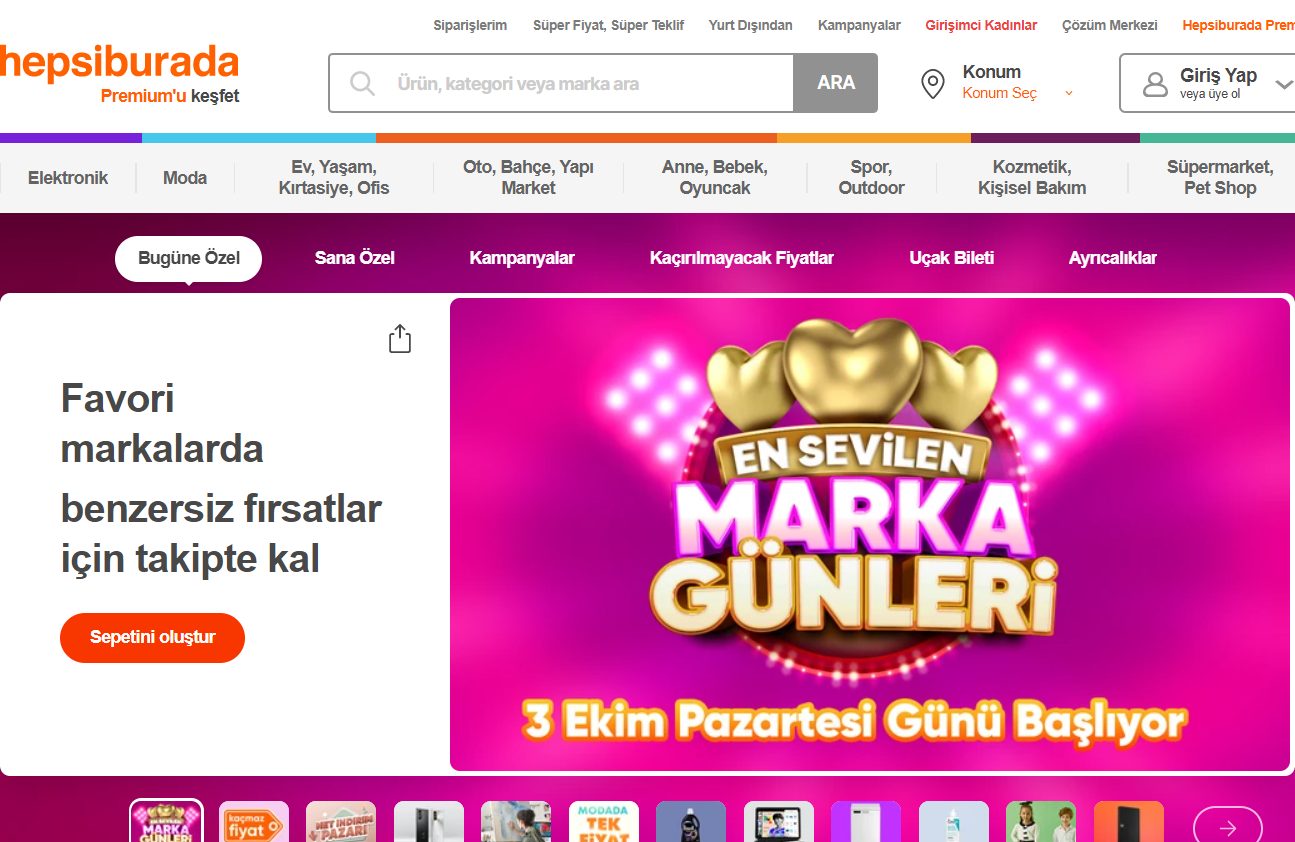 Siparişlerim
Süper Fiyat, Süper Teklif
Yurt Dışından
Kampanyalar
Girişimci Kadınlar
Çözüm Merkezi
Hepsiburada Prem
hepsiburada
Premium'u keşfet
Ürün, kategori veya marka ara
ARA
Konum
Konum Seç
Giriş Yap
veya üye ol
Elektronik
Moda
Ev, Yaşam,
Kırtasiye, Ofis
Oto, Bahçe, Yapı
Market
Anne, Bebek,
Oyuncak
Spor,
Outdoor
Kozmetik,
Kişisel Bakım
Süpermarket,
Pet Shop
Bugüne Özel
Sana Özel
Kampanyalar
Kaçırılmayacak Fiyatlar
Uçak Bileti
Ayrıcalıklar
Favori
markalarda
benzersiz fırsatlar
için takipte kal
Sepetini oluştur
EN SEViLEN
MARKA
GÜNLERi
3 Ekim Pazartesi Günü Başlıyor
EN SEViLEN
MARKA
GÜNLERi
kaçmaz
fiyat
NET İNDİRİM
PAZARI
MODADA
TEK
FİYAT